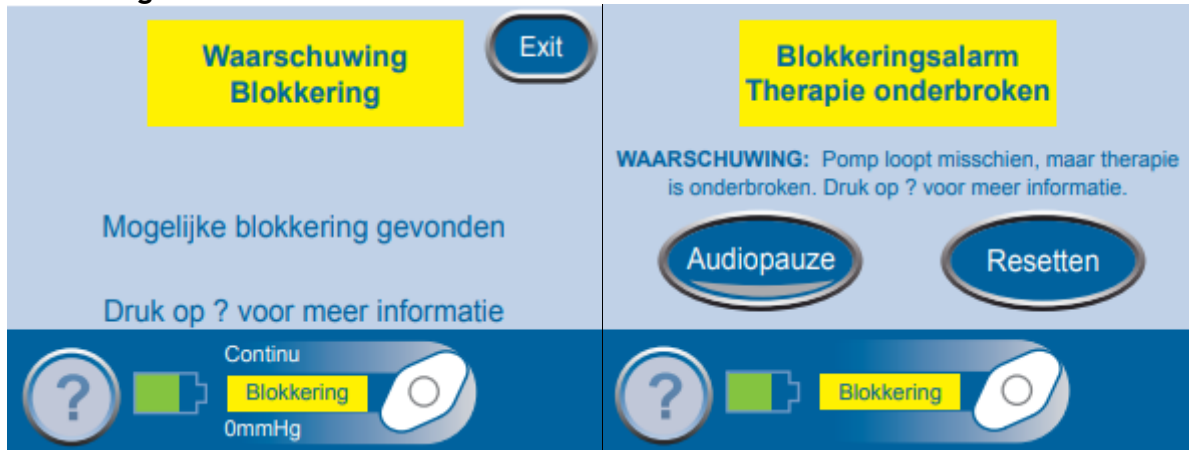 Waarschuwing
Blokkering
Exit
Mogelijke blokkering gevonden
Druk op ? voor meer informatie
?
Continu
Blokkering
0mmHg
Blokkeringsalarm
Therapie onderbroken
WAARSCHUWING: Pomp loopt misschien, maar therapie
is onderbroken. Druk op ? voor meer informatie.
Audiopauze
Resetten
?
Blokkering